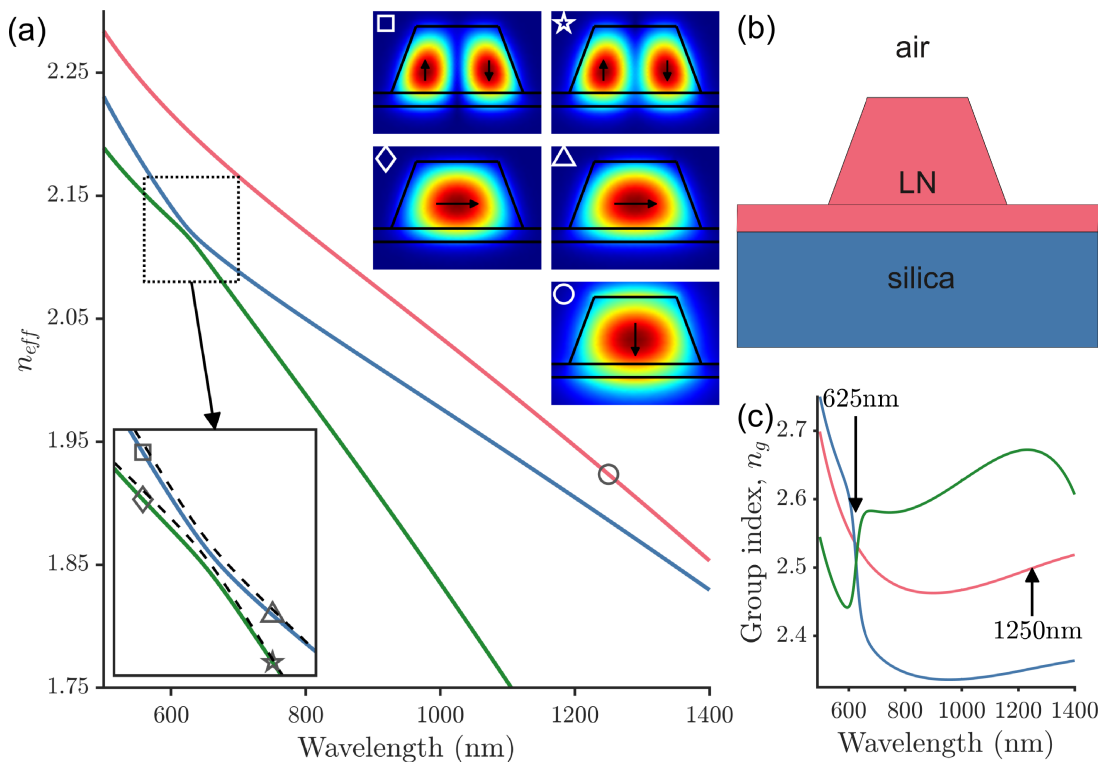 (a)
2.25
2.15
2.05
1.95
1.85
1.75
n_eff
600
800
1000
1200
1400
Wavelength (nm)
(b)
air
LN
silica
(c)
625nm
2.7
2.6
2.5
2.4
Group index, n_g
1250nm
600
800
1000
1200
1400
Wavelength (nm)